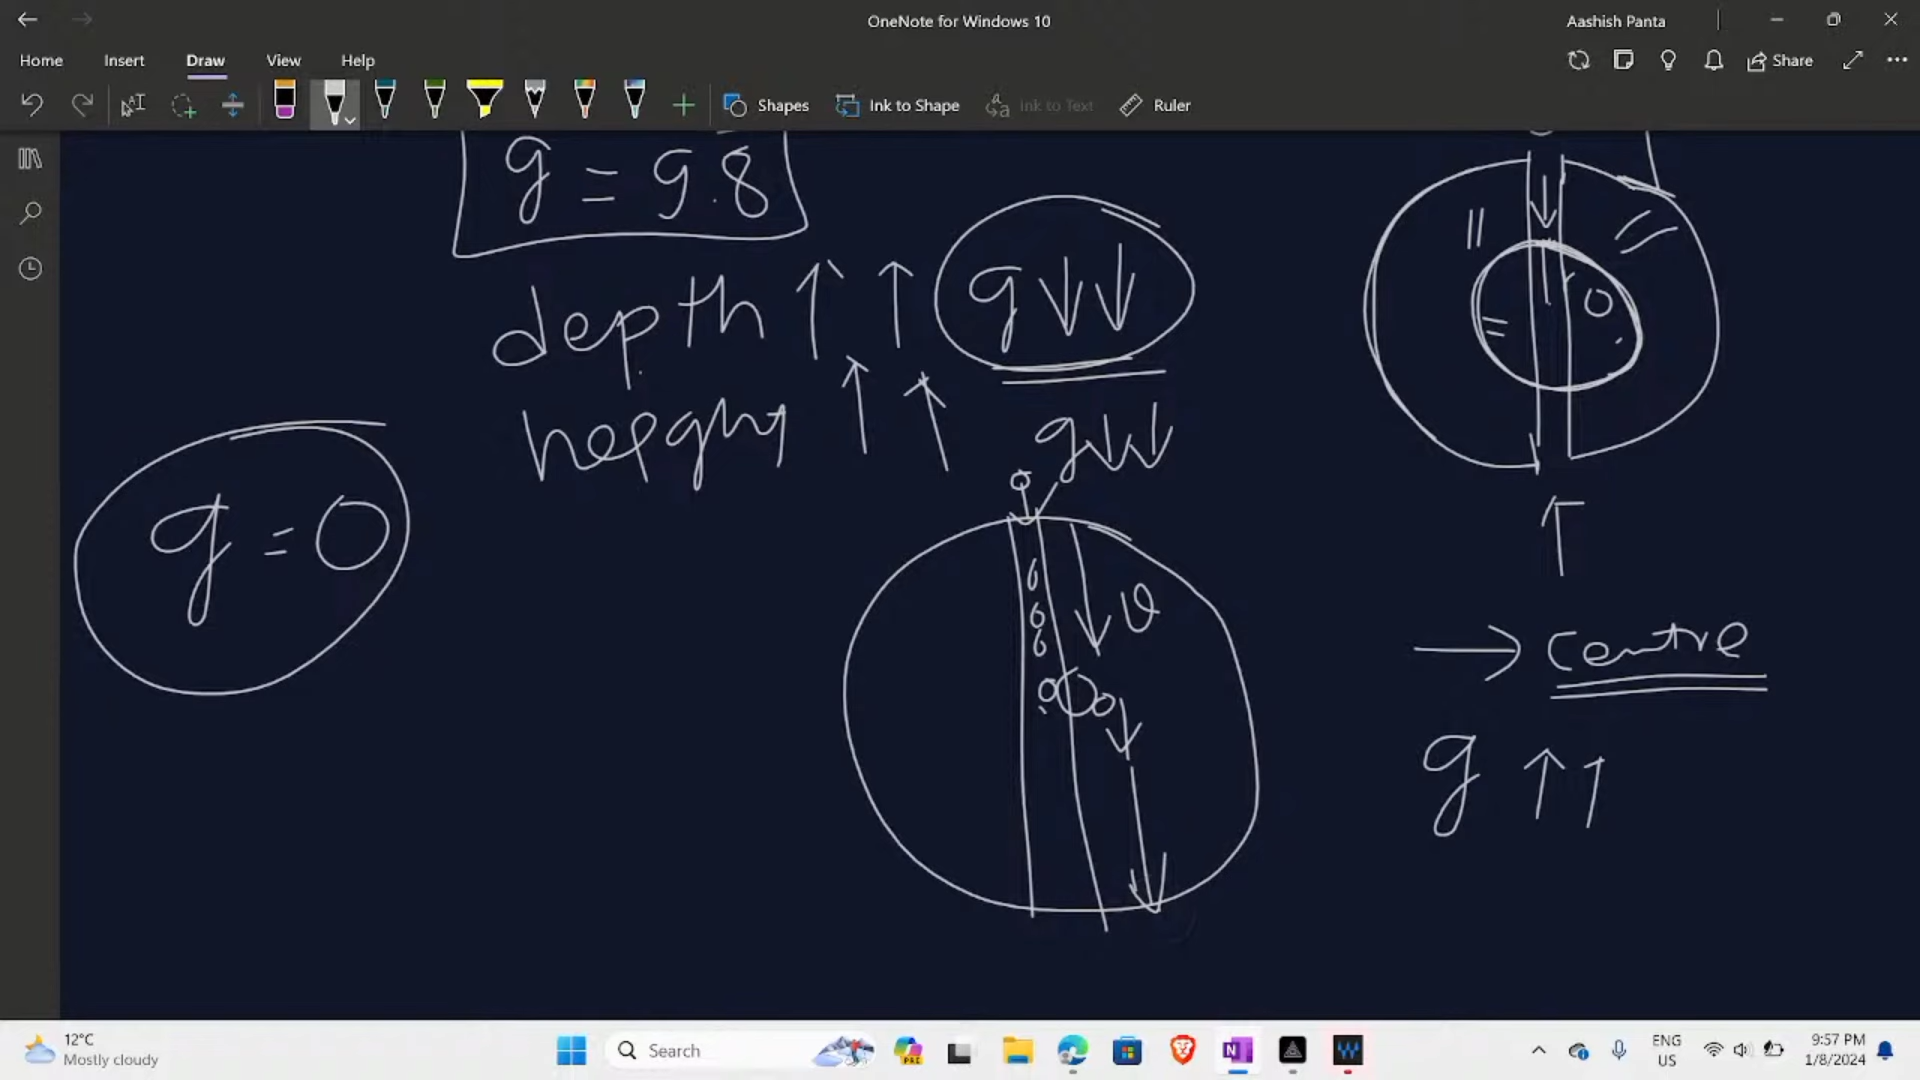 OneNote for Windows 10
Aashish Panta
Home
Insert
Draw
View
Help
Share
Shapes
Ink to Shape
Ink to Text
Ruler
g = 9.8
depth ↑ ↑ g ↓ ↓
height ↑ ↑ g ↓ ↓
g = 0
→ centre
g ↑ ↑
12°C
Mostly cloudy
Search
ENG
US
9:57 PM
1/8/2024